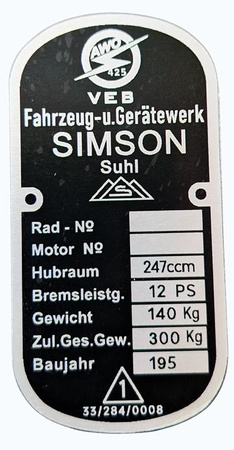 AWO
425
VEB
Fahrzeug-u.Gerätewerk
SIMSON
Suhl
S
Rad - Nº
Motor Nº
Hubraum 247ccm
Bremsleistg. 12 PS
Gewicht 140 Kg
Zul.Ges.Gew. 300 Kg
Baujahr 195
1
33/284/0008